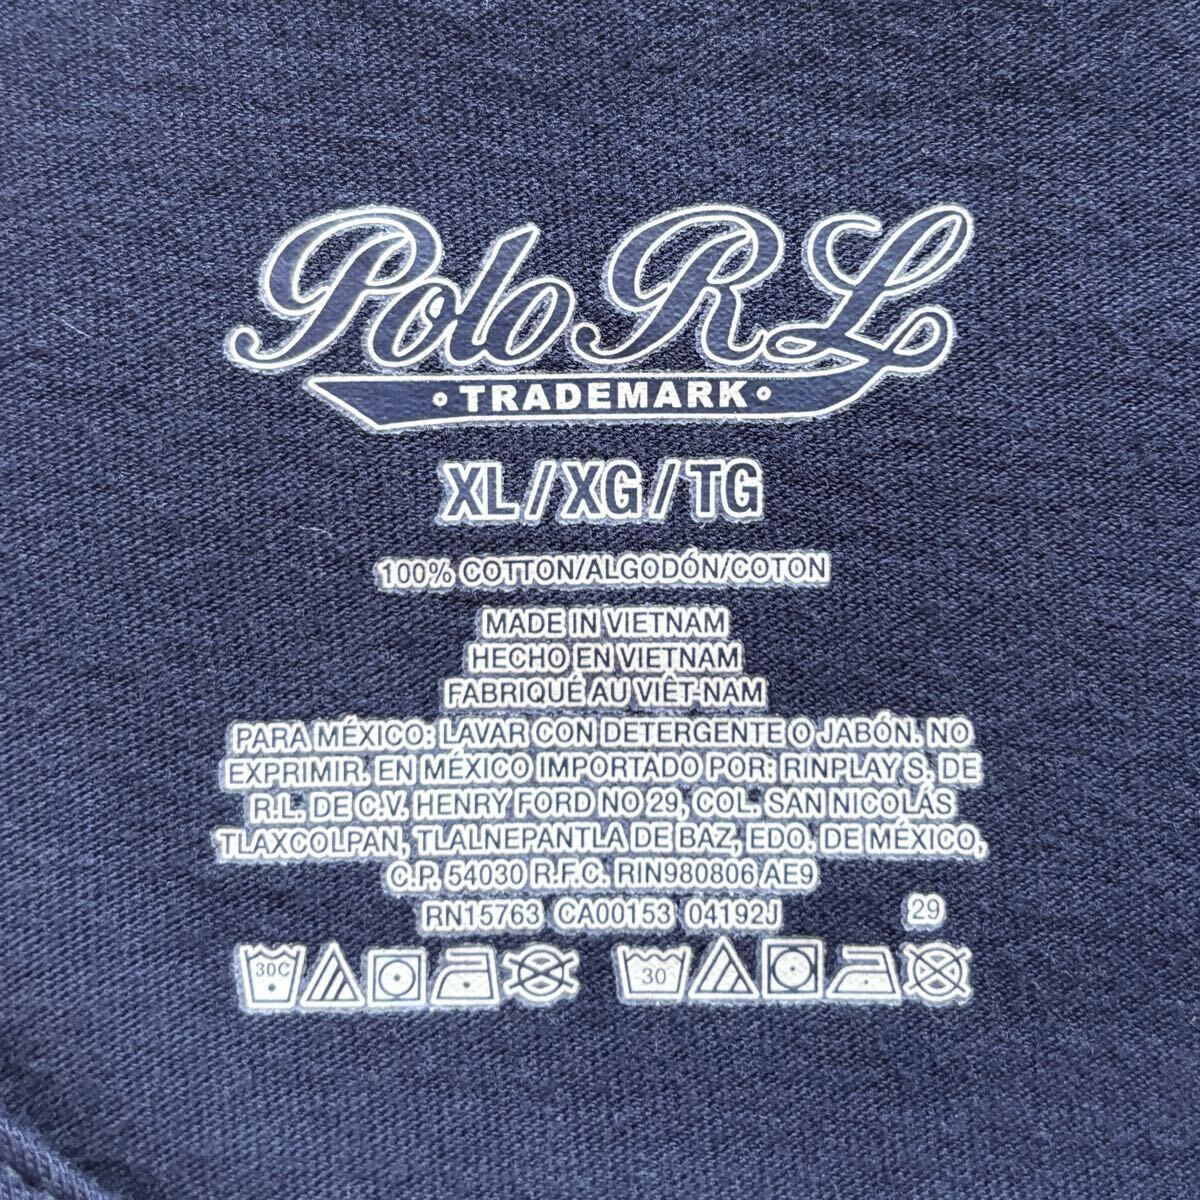 Polo RL
· TRADEMARK ·
XL/XG/TG
100% COTTON/ALGODÓN/COTON
MADE IN VIETNAM
HECHO EN VIETNAM
FABRIQUÉ AU VIÊT-NAM
PARA MÉXICO: LAVAR CON DETERGENTE O JABÓN. NO
EXPRIMIR. EN MÉXICO IMPORTADO POR: RINPLAY S. DE
R.L. DE C.V. HENRY FORD NO 29, COL. SAN NICOLÁS
TLAXCOLPAN, TLALNEPANTLA DE BAZ, EDO. DE MÉXICO,
C.P. 54030 R.F.C. RIN980806 AE9
RN15763 CA00153 04192J 29
30C 30